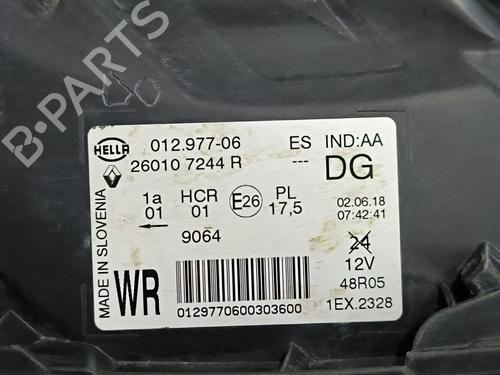 B-PARTS
HELLA 012.977-06 ES IND:AA
26010 7244 R --- DG
1a HCR E26 PL 02.06.18
01 01 17,5 07:42:41
← 9064 24
12V
WR 48R05
0129770600303600 1EX.2328
MADE IN SLOVENIA